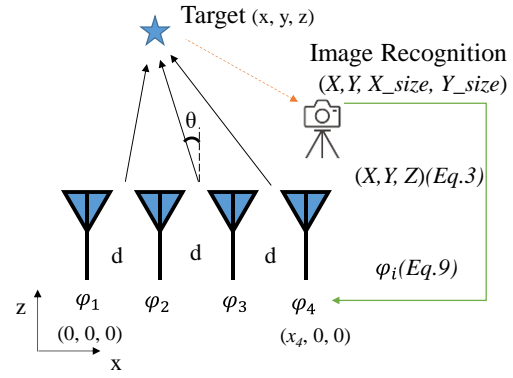 Target (x, y, z)
Image Recognition
(X,Y, X_size, Y_size)
θ
(X,Y, Z)(Eq.3)
d d d
φ_i(Eq.9)
z
φ_1 φ_2 φ_3 φ_4
(0, 0, 0) (x_4, 0, 0)
x